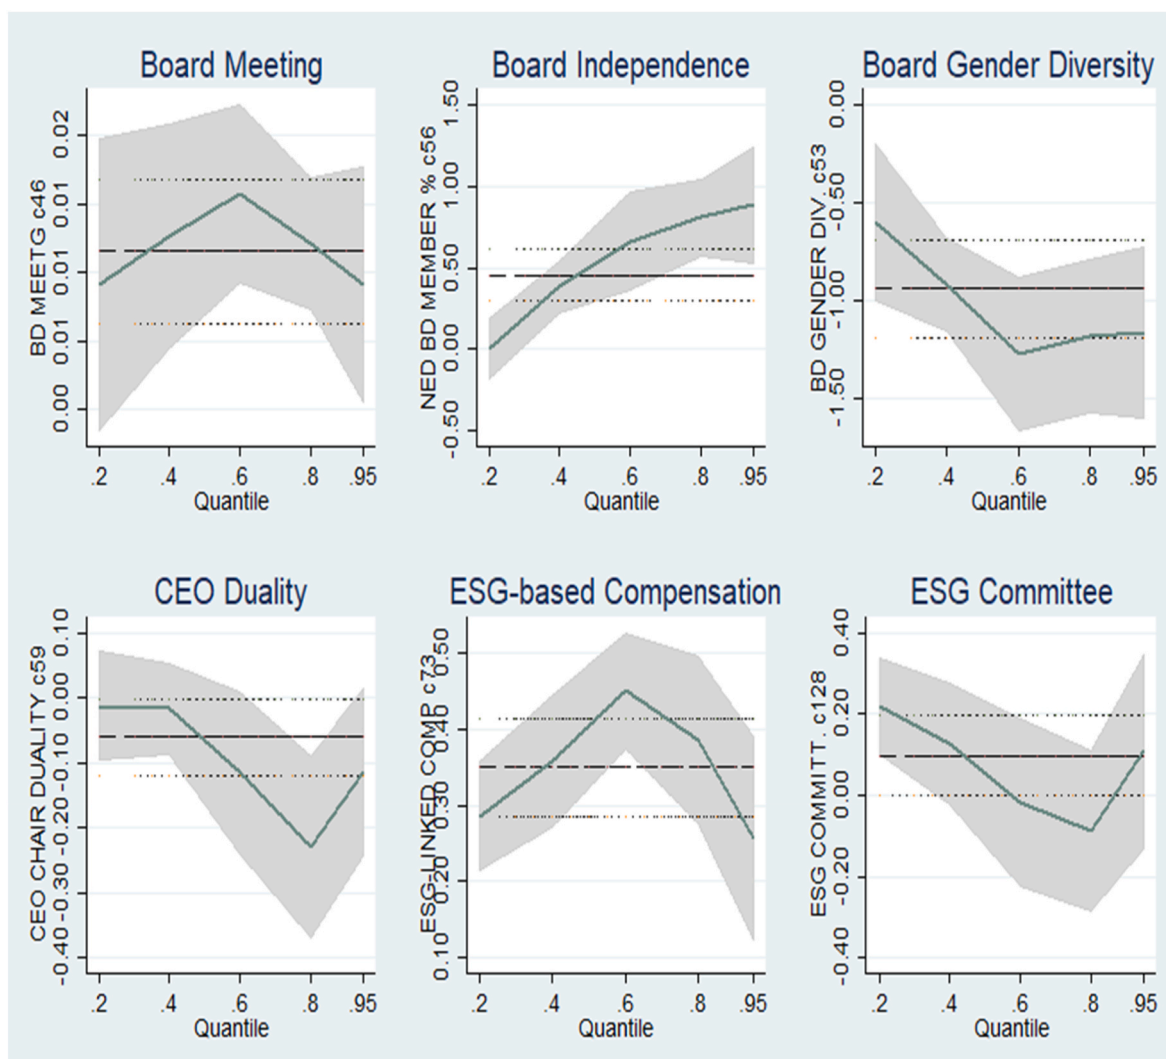 Board Meeting
BD MEETG c46
0.02
0.01
0.01
0.01
0.00
.2 .4 .6 .8 .95
Quantile
Board Independence
NED BD MEMBER % c56
1.50
1.00
0.50
0.00
-0.50
.2 .4 .6 .8 .95
Quantile
Board Gender Diversity
BD GENDER DIV. c53
0.00
-0.50
-1.00
-1.50
.2 .4 .6 .8 .95
Quantile
CEO Duality
CEO CHAIR DUALITY c59
0.10
0.00
-0.10
-0.20
-0.30
-0.40
.2 .4 .6 .8 .95
Quantile
ESG-based Compensation
ESG-LINKED COMP c73
0.50
0.40
0.30
0.20
0.10
.2 .4 .6 .8 .95
Quantile
ESG Committee
ESG COMMITT. c128
0.40
0.20
0.00
-0.20
-0.40
.2 .4 .6 .8 .95
Quantile